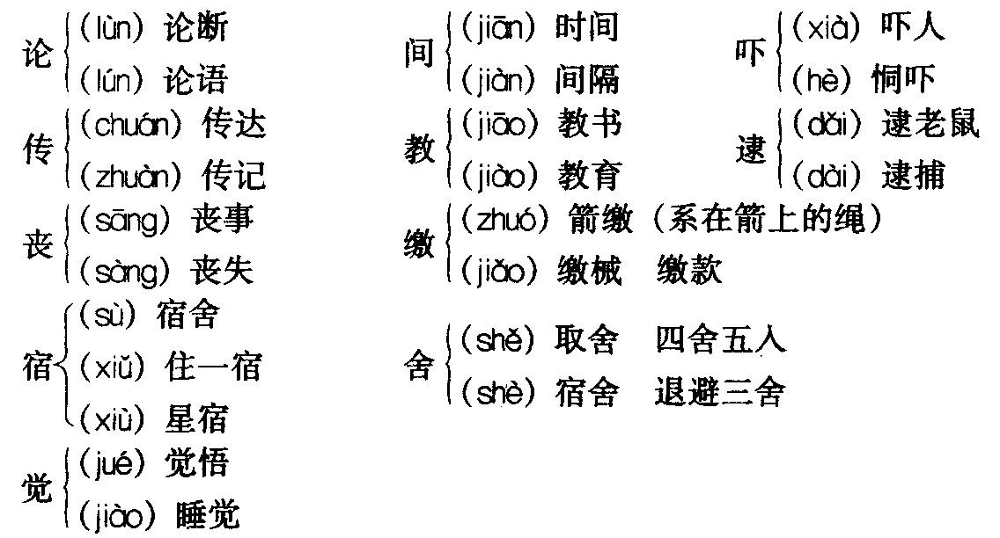 论 (lùn) 论断
(lún) 论语
间 (jiān) 时间
(jiàn) 间隔
吓 (xià) 吓人
(hè) 恫吓
传 (chuán) 传达
(zhuàn) 传记
教 (jiāo) 教书
(jiào) 教育
逮 (dǎi) 逮老鼠
(dài) 逮捕
丧 (sāng) 丧事
(sàng) 丧失
缴 (zhuó) 箭缴（系在箭上的绳）
(jiǎo) 缴械 缴款
宿 (sù) 宿舍
(xiǔ) 住一宿
(xiù) 星宿
舍 (shě) 取舍 四舍五入
(shè) 宿舍 退避三舍
觉 (jué) 觉悟
(jiào) 睡觉